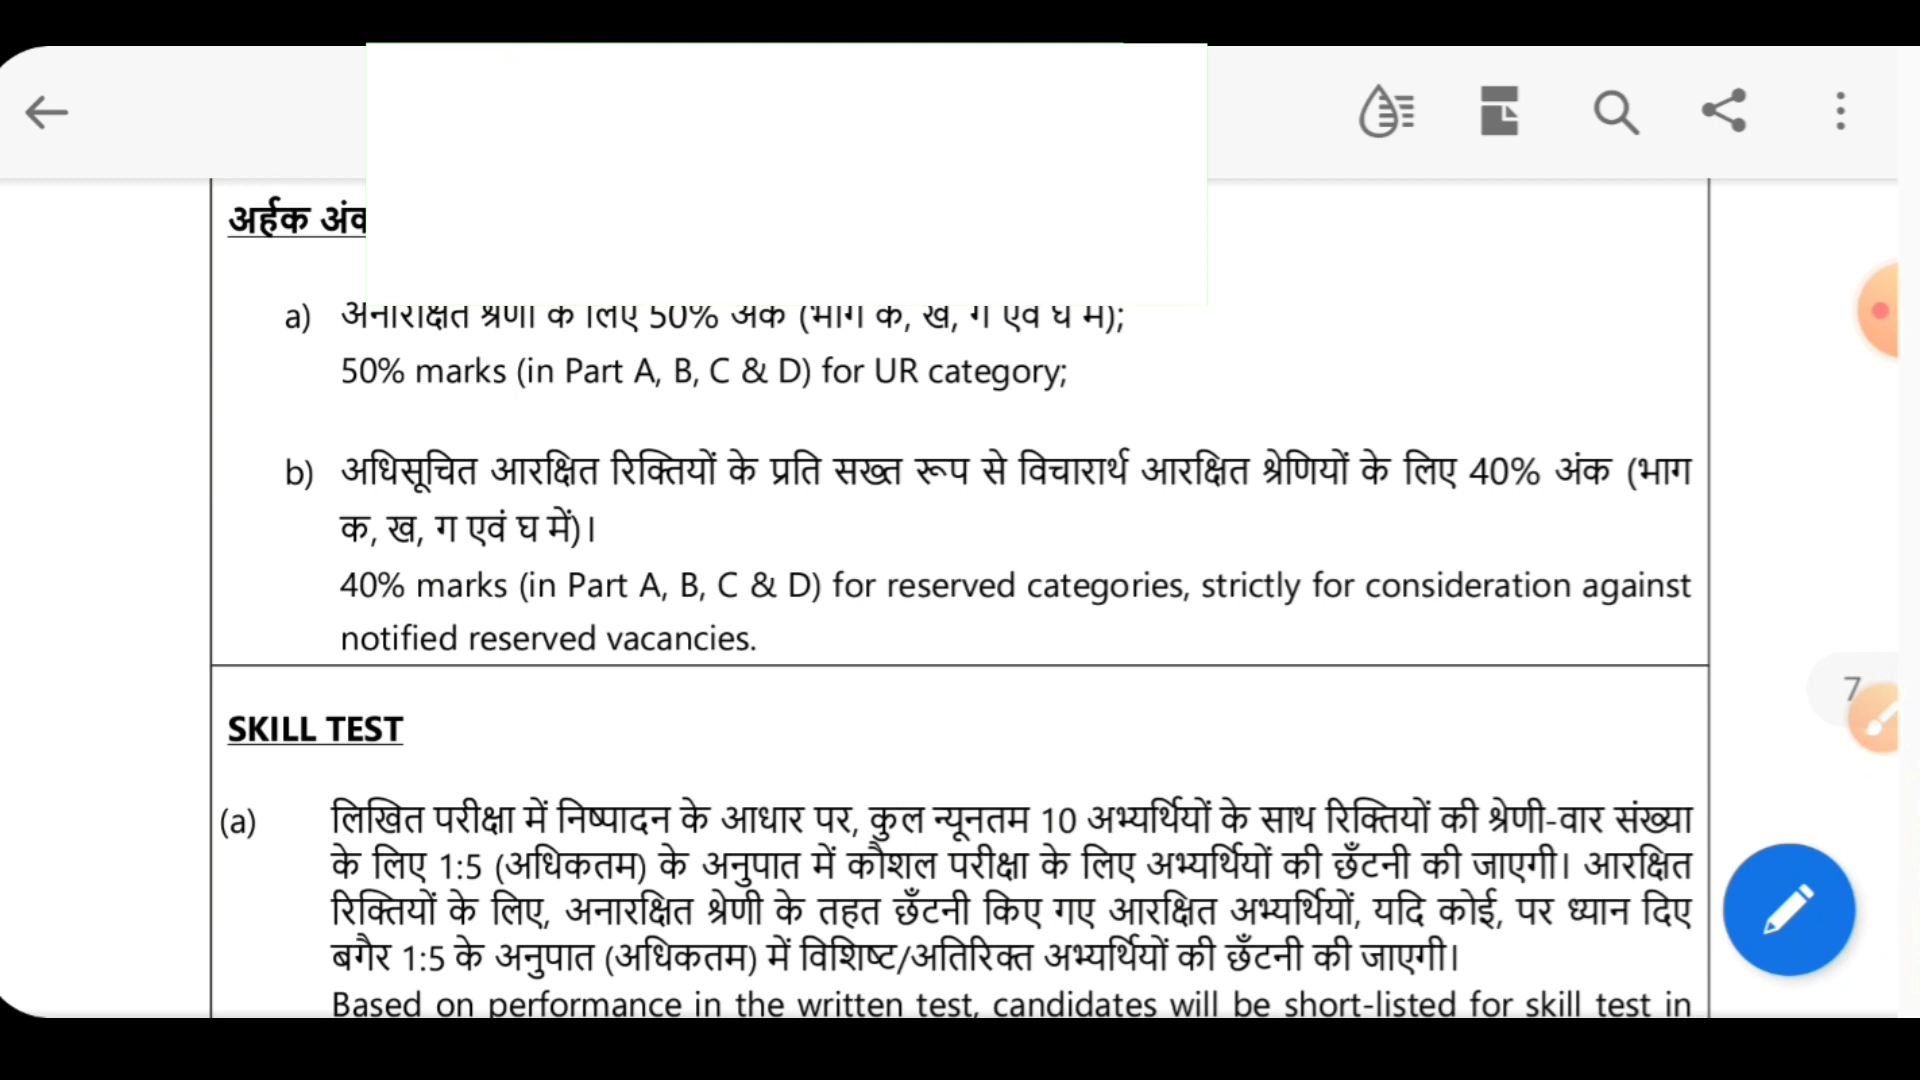 अर्हक
a) अनारक्षित श्रेणी के लिए 50% अंक (भाग क, ख, ग एवं घ में);
50% marks (in Part A, B, C & D) for UR category;
b) अधिसूचित आरक्षित रिक्तियों के प्रति सख्त रूप से विचारार्थ आरक्षित श्रेणियों के लिए 40% अंक (भाग
क, ख, ग एवं घ में)।
40% marks (in Part A, B, C & D) for reserved categories, strictly for consideration against
notified reserved vacancies.
7
SKILL TEST
(a) लिखित परीक्षा में निष्पादन के आधार पर, कुल न्यूनतम 10 अभ्यर्थियों के साथ रिक्तियों की श्रेणी-वार संख्या
के लिए 1:5 (अधिकतम) के अनुपात में कौशल परीक्षा के लिए अभ्यर्थियों की छँटनी की जाएगी। आरक्षित
रिक्तियों के लिए, अनारक्षित श्रेणी के तहत छँटनी किए गए आरक्षित अभ्यर्थियों, यदि कोई, पर ध्यान दिए
बगैर 1:5 के अनुपात (अधिकतम) में विशिष्ट/अतिरिक्त अभ्यर्थियों की छँटनी की जाएगी।
Based on performance in the written test, candidates will be short-listed for skill test in